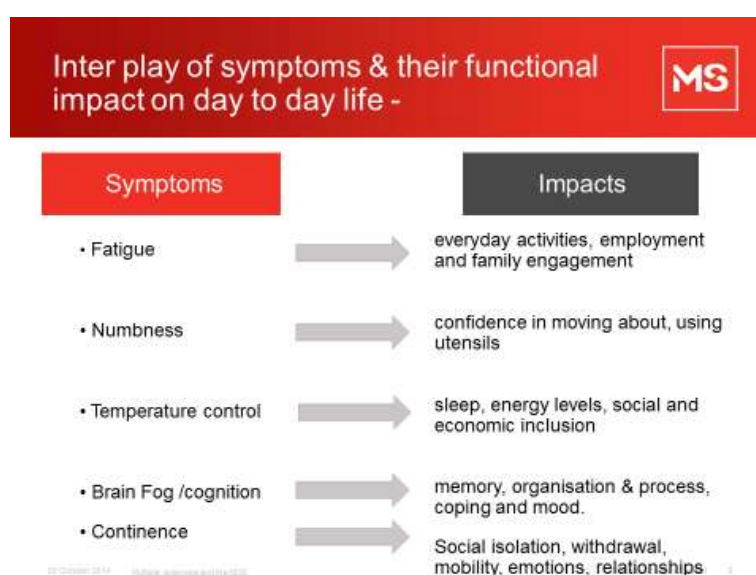 Inter play of symptoms & their functional
impact on day to day life -
MS
Symptoms
Impacts
• Fatigue
everyday activities, employment
and family engagement
• Numbness
confidence in moving about, using
utensils
• Temperature control
sleep, energy levels, social and
economic inclusion
• Brain Fog /cognition
memory, organisation & process,
coping and mood.
• Continence
Social isolation, withdrawal,
mobility, emotions, relationships
October 2014